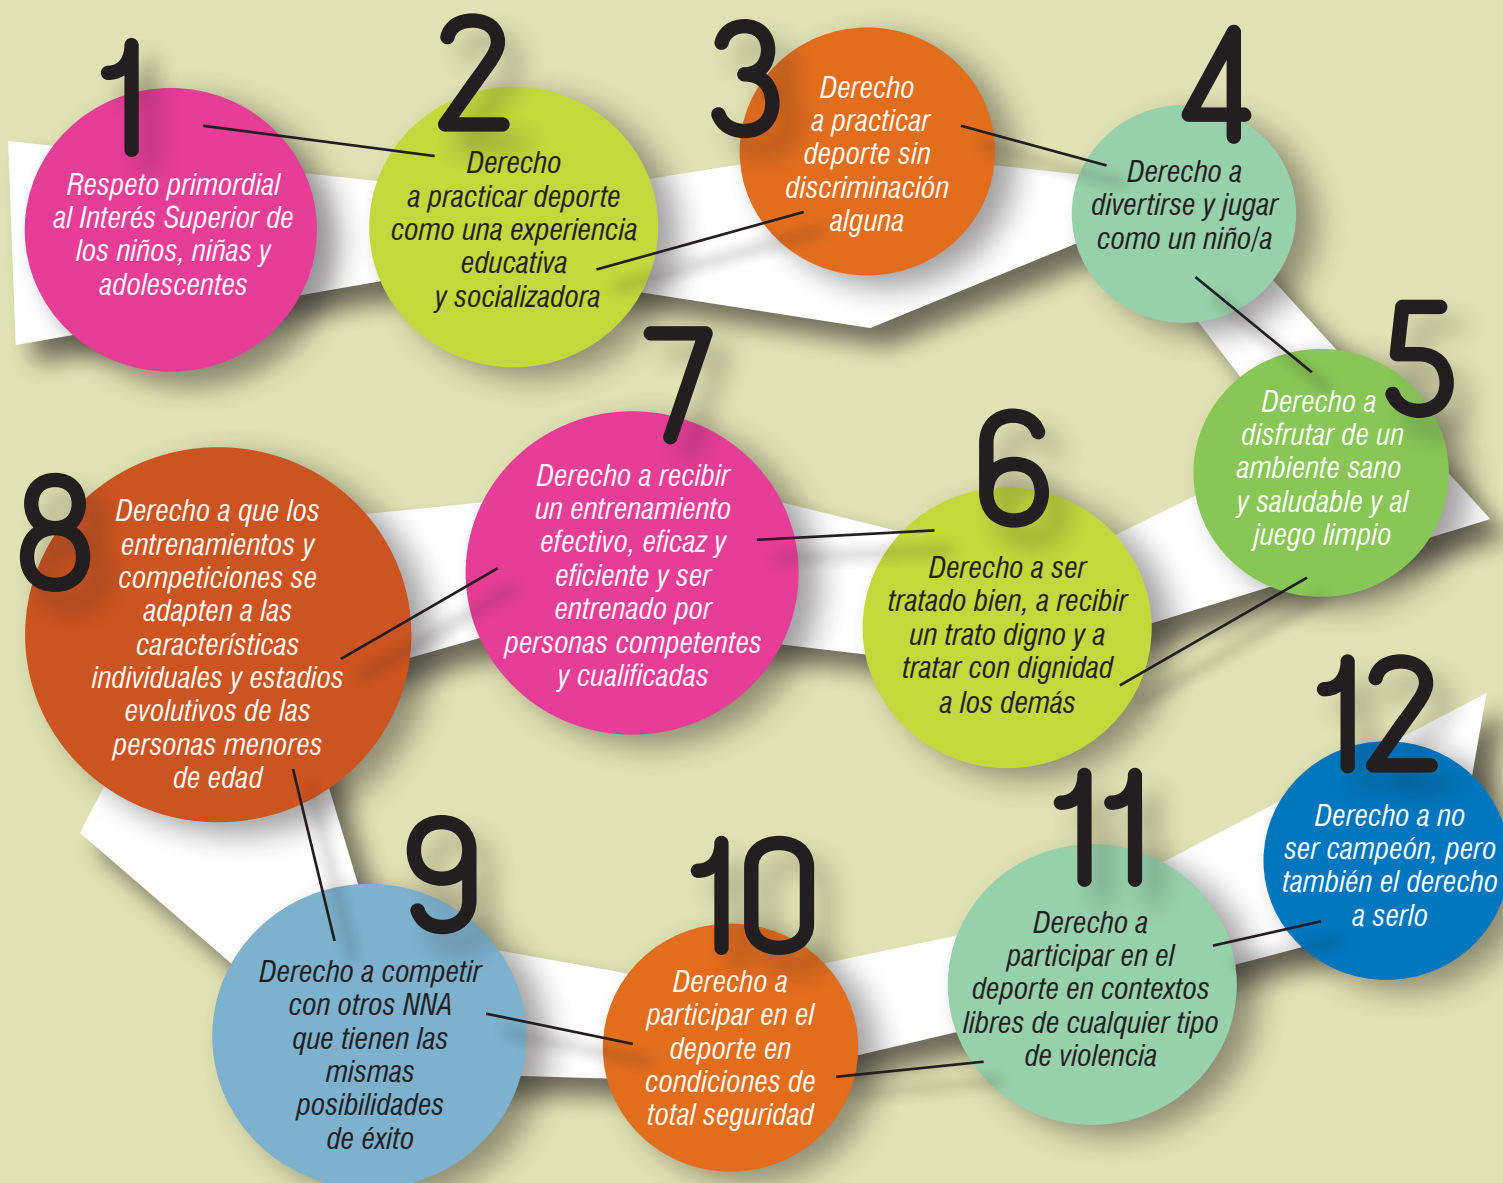 1
Respeto primordial
al Interés Superior de
los niños, niñas y
adolescentes
2
Derecho
a practicar deporte
como una experiencia
educativa
y socializadora
3
Derecho
a practicar
deporte sin
discriminación
alguna
4
Derecho a
divertirse y jugar
como un niño/a
5
Derecho a
disfrutar de un
ambiente sano
y saludable y al
juego limpio
6
Derecho a ser
tratado bien, a recibir
un trato digno y a
tratar con dignidad
a los demás
7
Derecho a recibir
un entrenamiento
efectivo, eficaz y
eficiente y ser
entrenado por
personas competentes
y cualificadas
8
Derecho a que los
entrenamientos y
competiciones se
adapten a las
características
individuales y estadios
evolutivos de las
personas menores
de edad
9
Derecho a competir
con otros NNA
que tienen las
mismas
posibilidades
de éxito
10
Derecho a
participar en el
deporte en
condiciones de
total seguridad
11
Derecho a
participar en el
deporte en contextos
libres de cualquier tipo
de violencia
12
Derecho a no
ser campeón, pero
también el derecho
a serlo